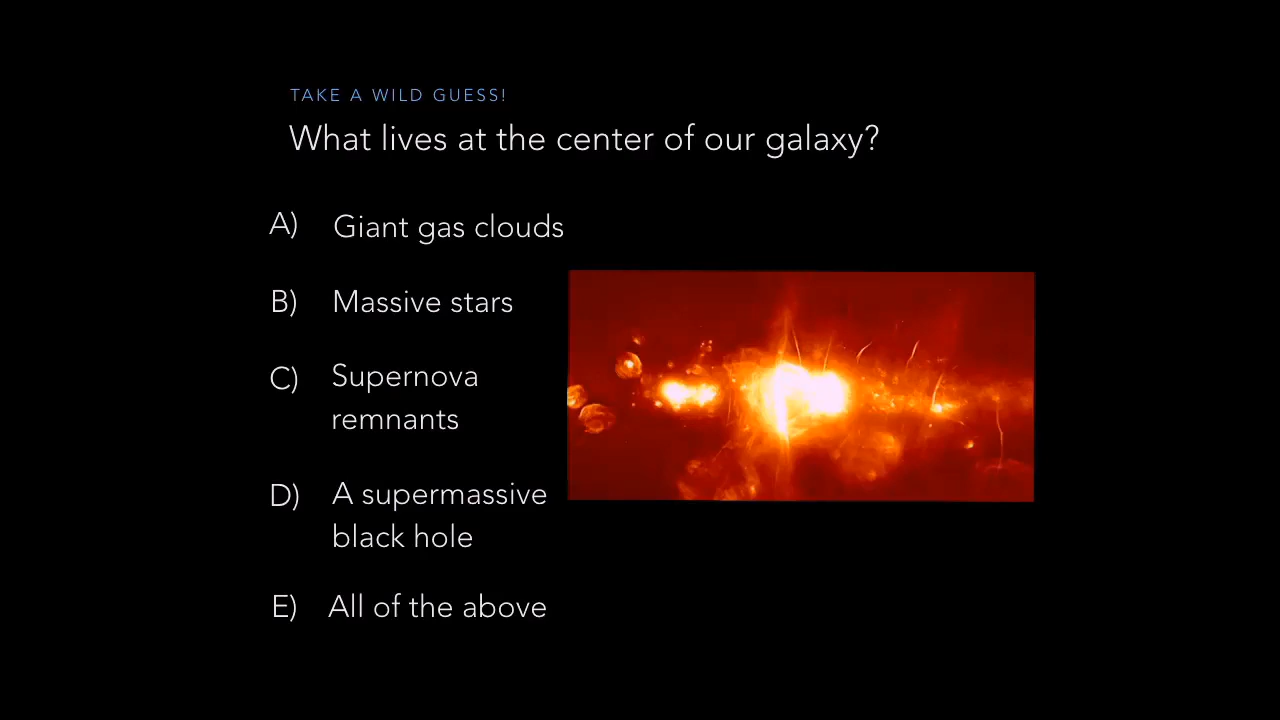 TAKE A WILD GUESS!
What lives at the center of our galaxy?
A) Giant gas clouds
B) Massive stars
C) Supernova
remnants
D) A supermassive
black hole
E) All of the above